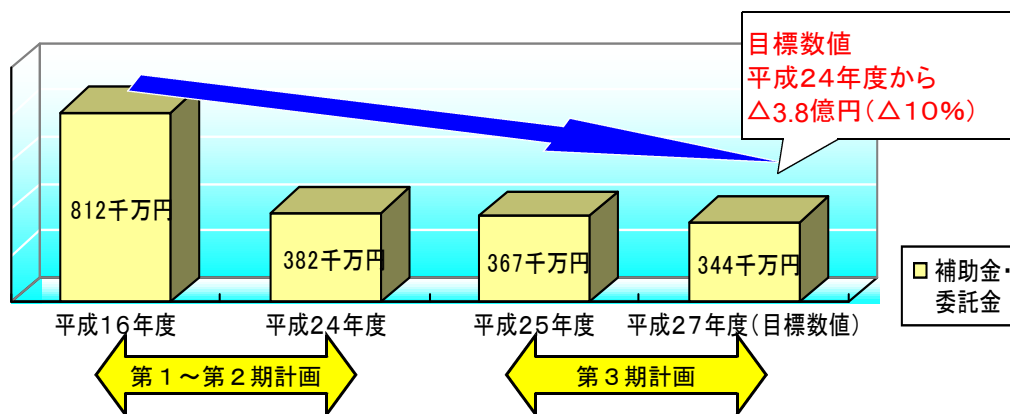 目標数値
平成24年度から
△3.8億円(△10%)
812千万円
382千万円
367千万円
344千万円
補助金・
委託金
平成16年度
平成24年度
平成25年度
平成27年度(目標数値)
第1～第2期計画
第3期計画